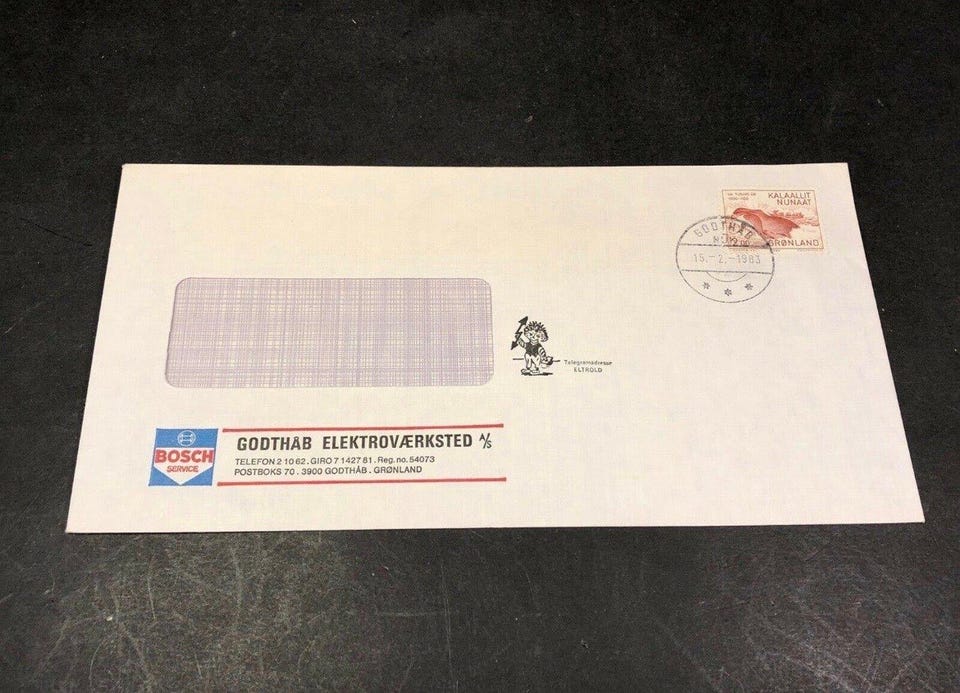 KALAALLIT
NUNAAT
GRØNLAND
GODTHÅB
15.-2.-1983
Telegramadresse
ELTROLD
BOSCH
SERVICE
GODTHÅB ELEKTROVÆRKSTED A/S
TELEFON 2 10 62. GIRO 7 14 27 81. Reg. no. 54073
POSTBOKS 70. 3900 GODTHÅB. GRØNLAND